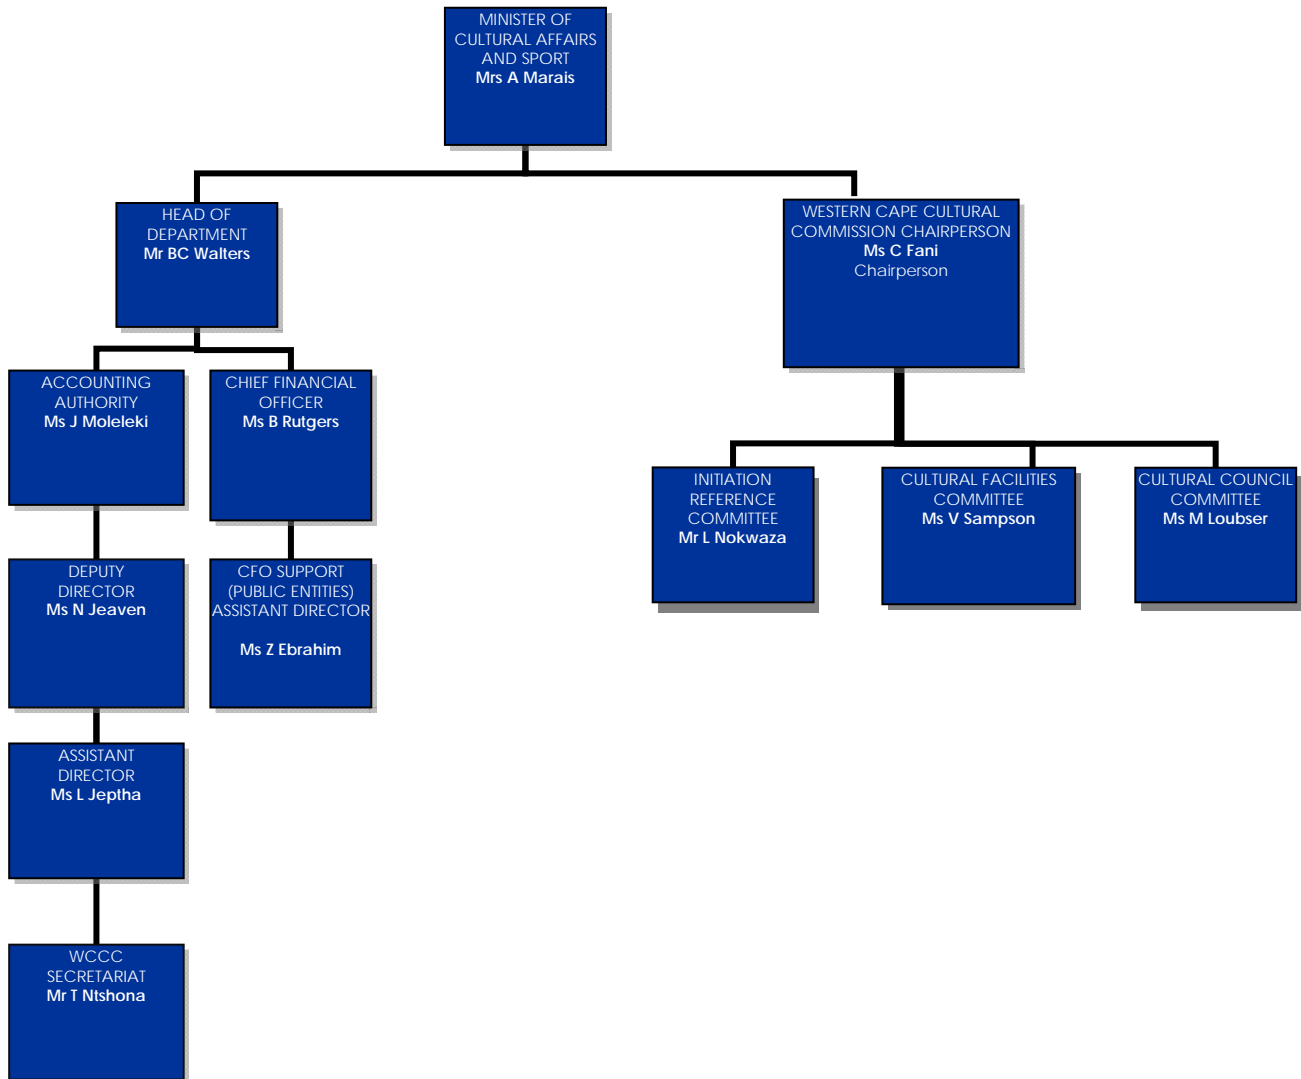 MINISTER OF
CULTURAL AFFAIRS
AND SPORT
Mrs A Marais
HEAD OF
DEPARTMENT
Mr BC Walters
WESTERN CAPE CULTURAL
COMMISSION CHAIRPERSON
Ms C Fani
Chairperson
ACCOUNTING
AUTHORITY
Ms J Moleleki
CHIEF FINANCIAL
OFFICER
Ms B Rutgers
INITIATION
REFERENCE
COMMITTEE
Mr L Nokwaza
CULTURAL FACILITIES
COMMITTEE
Ms V Sampson
CULTURAL COUNCIL
COMMITTEE
Ms M Loubser
DEPUTY
DIRECTOR
Ms N Jeaven
CFO SUPPORT
(PUBLIC ENTITIES)
ASSISTANT DIRECTOR
Ms Z Ebrahim
ASSISTANT
DIRECTOR
Ms L Jeptha
WCCC
SECRETARIAT
Mr T Ntshona